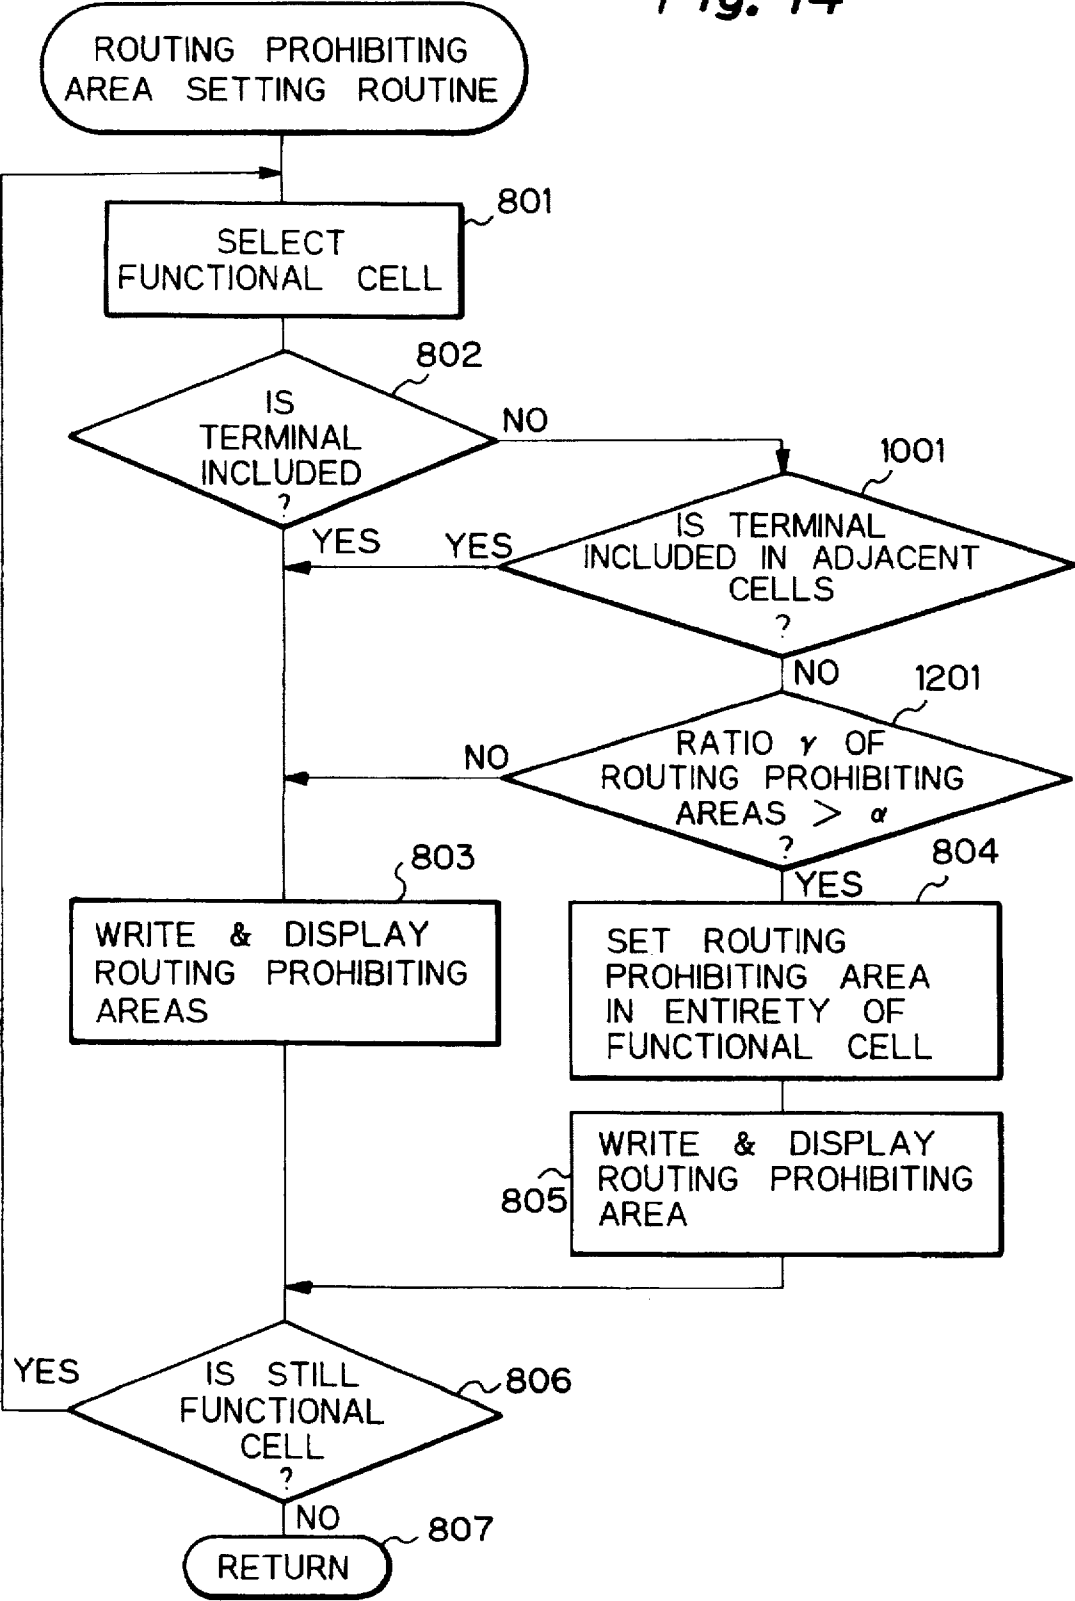 Fig. 14
ROUTING PROHIBITING
AREA SETTING ROUTINE
801
SELECT
FUNCTIONAL CELL
802
IS
TERMINAL
INCLUDED
?
NO
YES
1001
IS TERMINAL
INCLUDED IN ADJACENT
CELLS
?
YES
NO
1201
RATIO γ OF
ROUTING PROHIBITING
AREAS > α
?
NO
YES
803
WRITE & DISPLAY
ROUTING PROHIBITING
AREAS
804
SET ROUTING
PROHIBITING AREA
IN ENTIRETY OF
FUNCTIONAL CELL
805
WRITE & DISPLAY
ROUTING PROHIBITING
AREA
806
IS STILL
FUNCTIONAL
CELL
?
YES
NO
807
RETURN